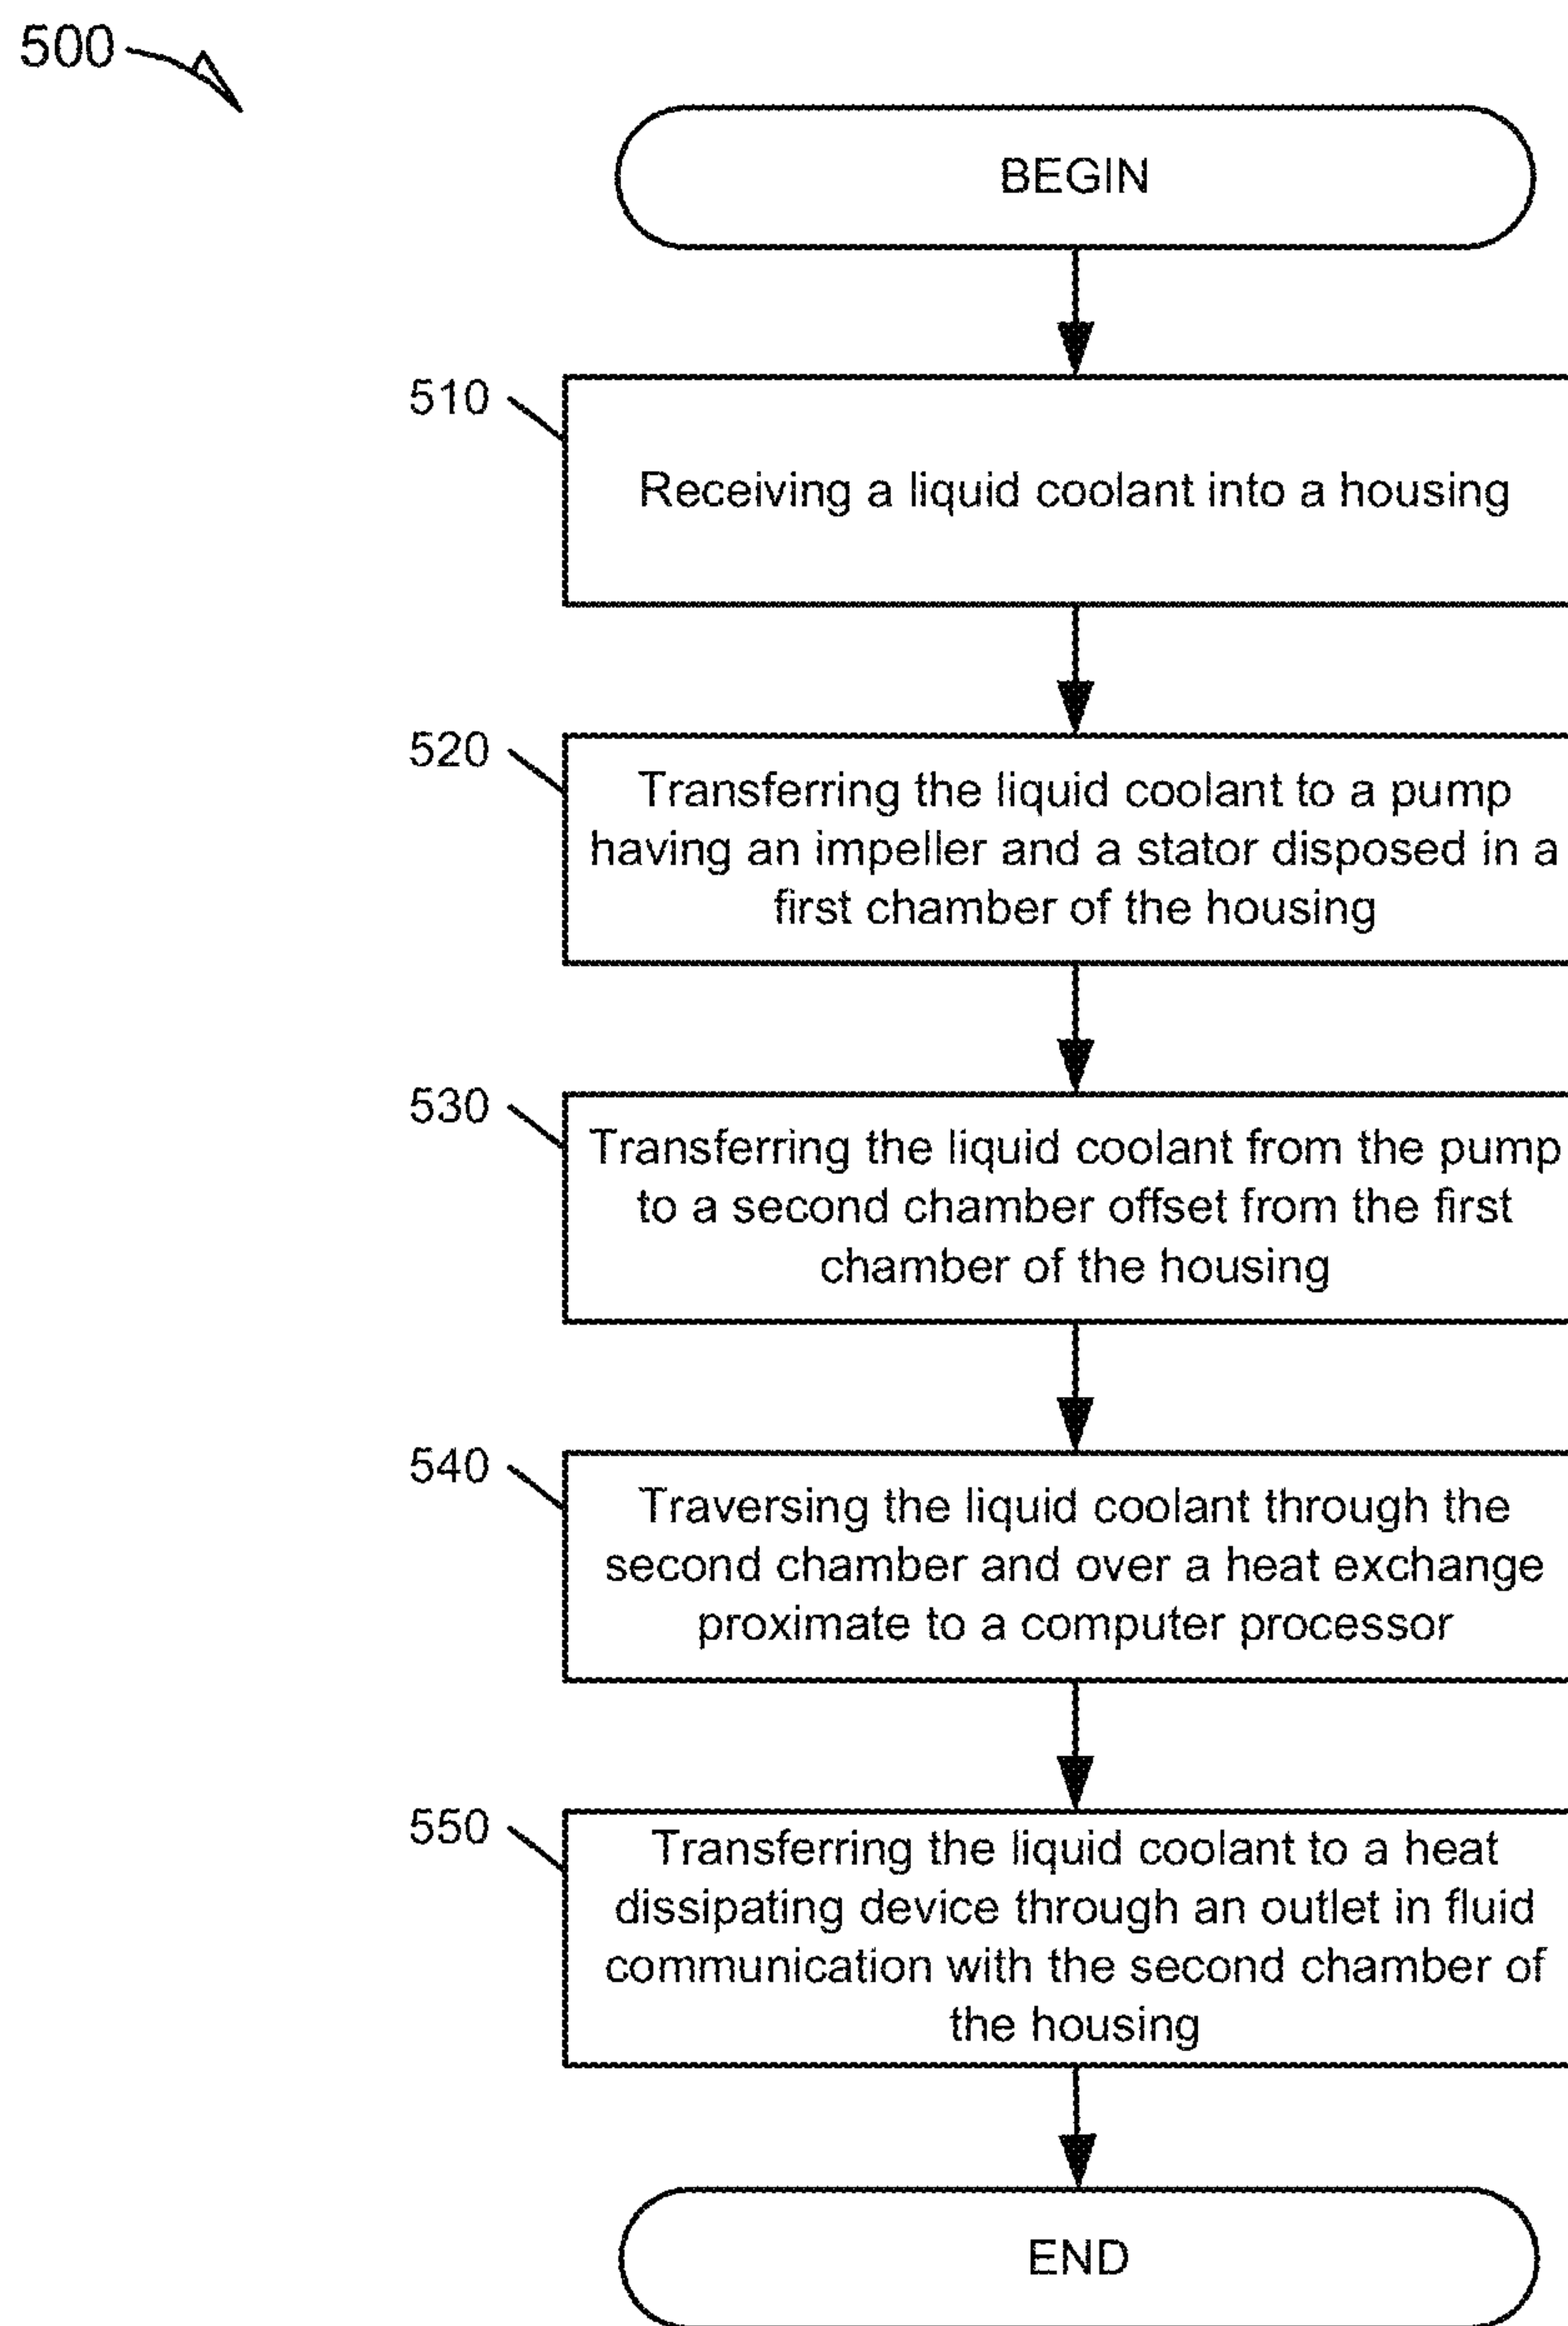 500
BEGIN
510
Receiving a liquid coolant into a housing
520
Transferring the liquid coolant to a pump
having an impeller and a stator disposed in a
first chamber of the housing
530
Transferring the liquid coolant from the pump
to a second chamber offset from the first
chamber of the housing
540
Traversing the liquid coolant through the
second chamber and over a heat exchange
proximate to a computer processor
550
Transferring the liquid coolant to a heat
dissipating device through an outlet in fluid
communication with the second chamber of
the housing
END